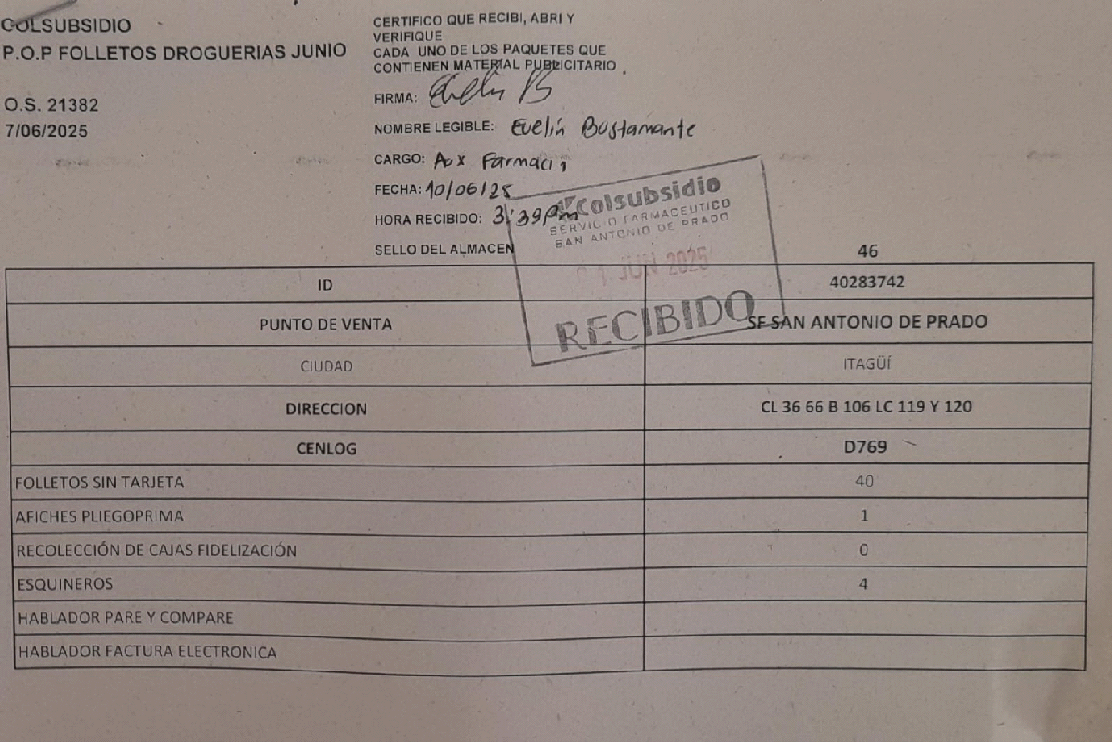 COLSUBSIDIO
P.O.P FOLLETOS DROGUERIAS JUNIO
O.S. 21382
7/06/2025
CERTIFICO QUE RECIBI, ABRI Y
VERIFIQUE
CADA UNO DE LOS PAQUETES QUE
CONTIENEN MATERIAL PUBLICITARIO
FIRMA: Evelin B
NOMBRE LEGIBLE: Evelin Bustamante
CARGO: Aux Farmacia
FECHA: 10/06/25
HORA RECIBIDO: 3:39 Pm
SELLO DEL ALMACEN
Colsubsidio
SERVICIO FARMACEUTICO
SAN ANTONIO DE PRADO
JUN 2025
RECIBIDO
46
ID 40283742
PUNTO DE VENTA SF SAN ANTONIO DE PRADO
CIUDAD ITAGÜÍ
DIRECCION CL 36 66 B 106 LC 119 Y 120
CENLOG D769
FOLLETOS SIN TARJETA 40
AFICHES PLIEGOPRIMA 1
RECOLECCIÓN DE CAJAS FIDELIZACIÓN 0
ESQUINEROS 4
HABLADOR PARE Y COMPARE
HABLADOR FACTURA ELECTRONICA